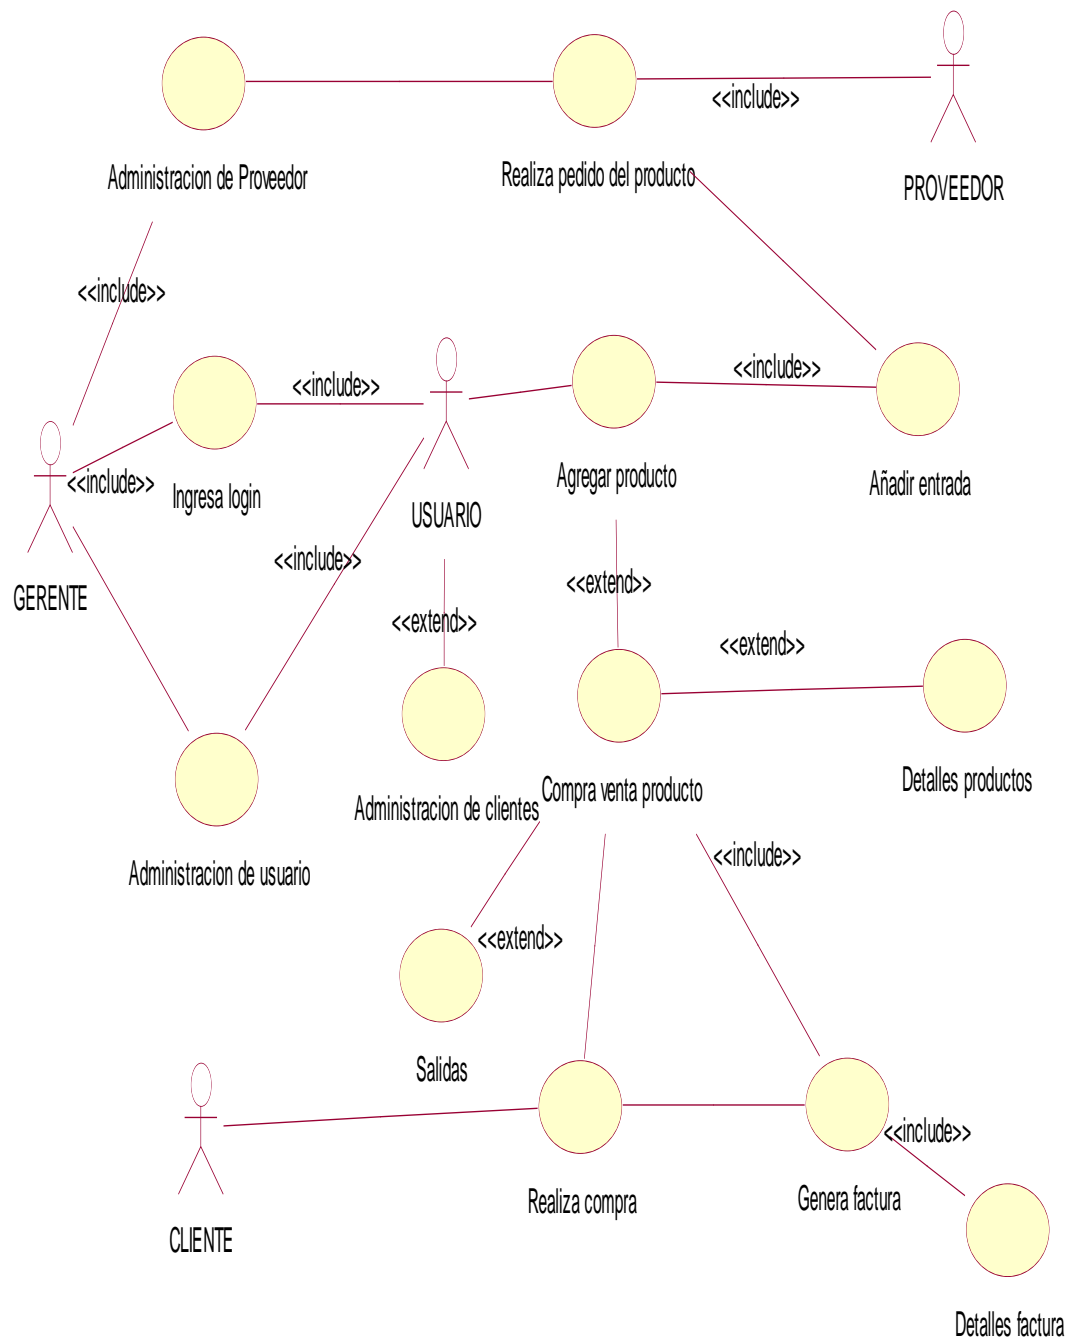 <<include>>
Administracion de Proveedor
Realiza pedido del producto
PROVEEDOR
<<include>>
<<include>>
<<include>>
<<include>>
Ingresa login
USUARIO
Agregar producto
Añadir entrada
<<include>>
GERENTE
<<extend>>
<<extend>>
<<extend>>
Administracion de clientes
Compra venta producto
Detalles productos
Administracion de usuario
<<include>>
<<extend>>
Salidas
<<include>>
CLIENTE
Realiza compra
Genera factura
Detalles factura